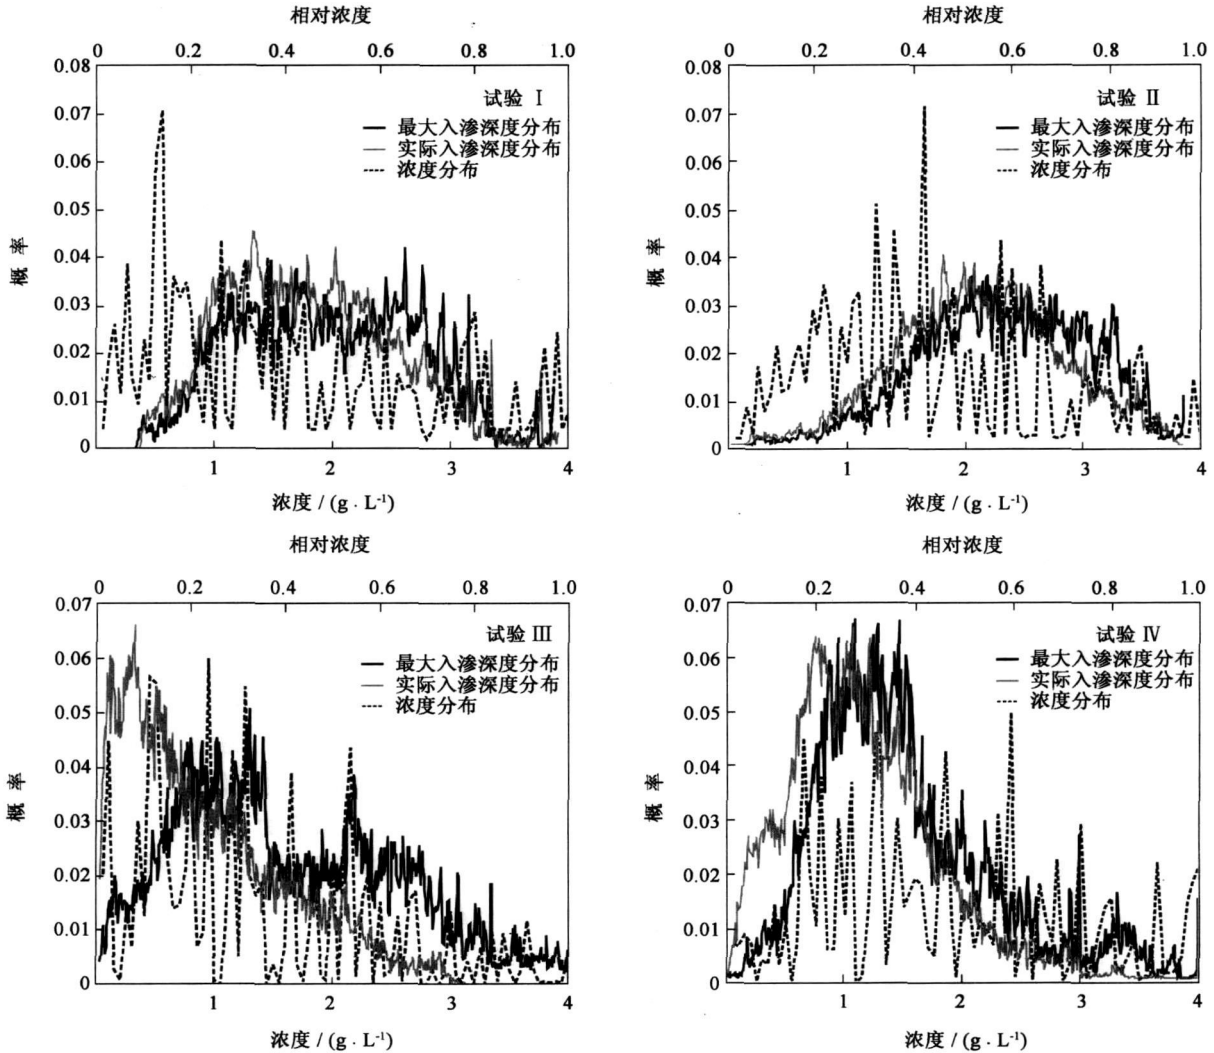 相对浓度
0 0.2 0.4 0.6 0.8 1.0
0.08
0.07
0.06
0.05
0.04
0.03
0.02
0.01
0
概 率
试验 Ⅰ
最大入渗深度分布
实际入渗深度分布
浓度分布
1 2 3 4
浓度 / (g · L⁻¹)
相对浓度
0 0.2 0.4 0.6 0.8 1.0
0.08
0.07
0.06
0.05
0.04
0.03
0.02
0.01
0
概 率
试验 Ⅱ
最大入渗深度分布
实际入渗深度分布
浓度分布
1 2 3 4
浓度 / (g · L⁻¹)
相对浓度
0 0.2 0.4 0.6 0.8 1.0
0.07
0.06
0.05
0.04
0.03
0.02
0.01
0
概 率
试验 Ⅲ
最大入渗深度分布
实际入渗深度分布
浓度分布
1 2 3 4
浓度 / (g · L⁻¹)
相对浓度
0 0.2 0.4 0.6 0.8 1.0
0.07
0.06
0.05
0.04
0.03
0.02
0.01
0
概 率
试验 Ⅳ
最大入渗深度分布
实际入渗深度分布
浓度分布
1 2 3 4
浓度 / (g · L⁻¹)